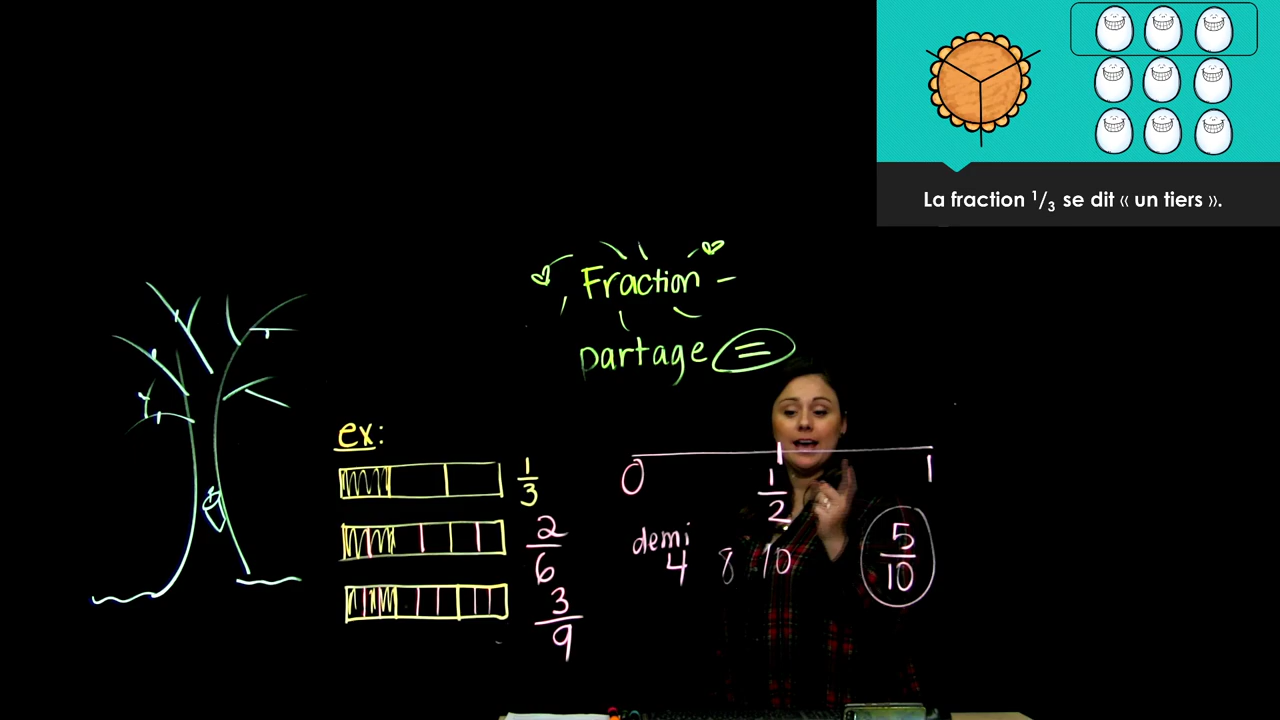 La fraction 1/3 se dit « un tiers ».
Fraction
partage =
ex:
1/3
2/6
3/9
0 1/2 1
demi
4 8 10
5/10